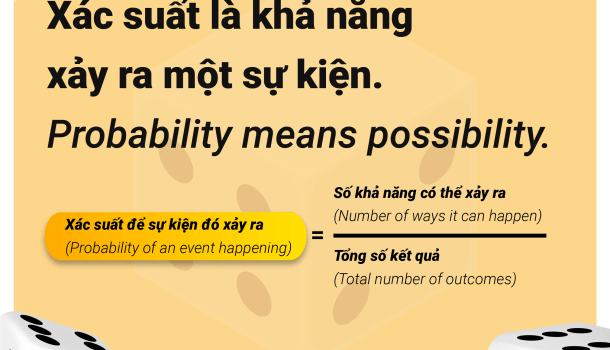 Xác suất là khả năng
xảy ra một sự kiện.
Probability means possibility.
Xác suất để sự kiện đó xảy ra
(Probability of an event happening)
=
Số khả năng có thể xảy ra
(Number of ways it can happen)
Tổng số kết quả
(Total number of outcomes)